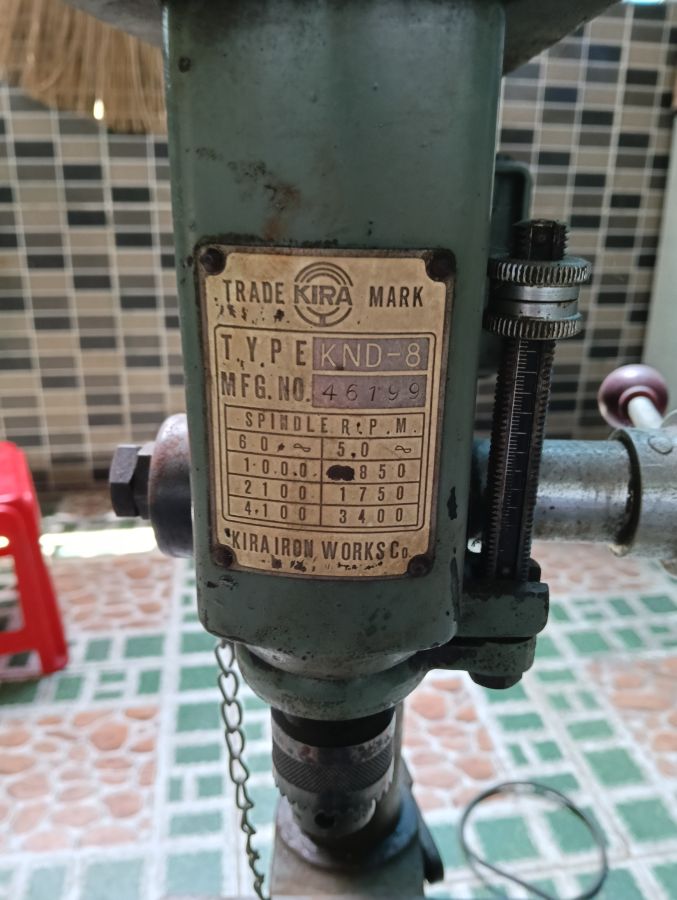 TRADE KIRA MARK
TYPE KND-8
MFG.NO. 46199
SPINDLE R.P.M.
60 ∾ 50 ∾
1000 850
2100 1750
4100 3400
KIRA IRON WORKS Co.